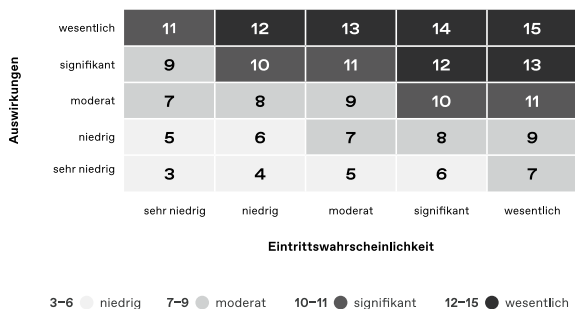 wesentlich 11 12 13 14 15
signifikant 9 10 11 12 13
moderat 7 8 9 10 11
niedrig 5 6 7 8 9
sehr niedrig 3 4 5 6 7
Auswirkungen
sehr niedrig niedrig moderat signifikant wesentlich
Eintrittswahrscheinlichkeit
3–6 niedrig 7–9 moderat 10–11 signifikant 12–15 wesentlich